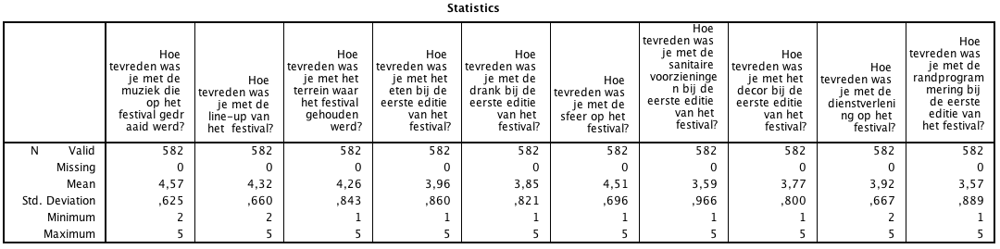 Statistics
Hoe tevreden was je met de muziek die op het festival gedr aaid werd?
Hoe tevreden was je met de line-up van het festival?
Hoe tevreden was je met het terrein waar het festival gehouden werd?
Hoe tevreden was je met het eten bij de eerste editie van het festival?
Hoe tevreden was je met de drank bij de eerste editie van het festival?
Hoe tevreden was je met de sfeer op het festival?
Hoe tevreden was je met de sanitaire voorzieninge n bij de eerste editie van het festival?
Hoe tevreden was je met het decor bij de eerste editie van het festival?
Hoe tevreden was je met de dienstverleni ng op het festival?
Hoe tevreden was je met de randprogram mering bij de eerste editie van het festival?
N Valid 582 582 582 582 582 582 582 582 582 582
Missing 0 0 0 0 0 0 0 0 0 0
Mean 4,57 4,32 4,26 3,96 3,85 4,51 3,59 3,77 3,92 3,57
Std. Deviation ,625 ,660 ,843 ,860 ,821 ,696 ,966 ,800 ,667 ,889
Minimum 2 2 1 1 1 1 1 1 2 1
Maximum 5 5 5 5 5 5 5 5 5 5